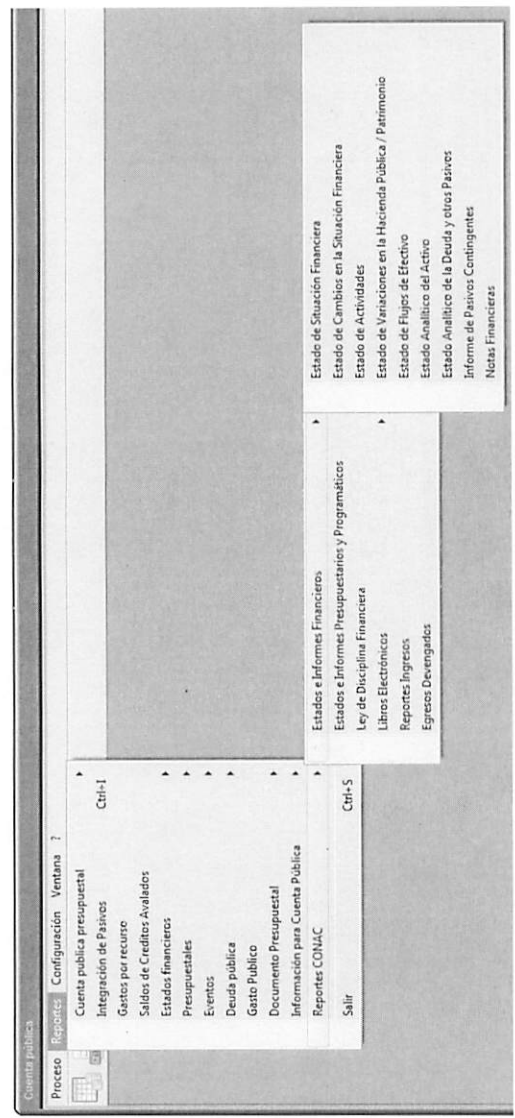 Cuenta pública
Proceso Reportes Configuración Ventana ?
Cuenta publica presupuestal
Integración de Pasivos Ctrl+I
Gastos por recurso
Saldos de Creditos Avalados
Estados financieros
Presupuestales
Eventos
Deuda pública
Gasto Publico
Documento Presupuestal
Información para Cuenta Pública
Reportes CONAC
Salir Ctrl+S
Estados e Informes Financieros
Estados e Informes Presupuestarios y Programáticos
Ley de Disciplina Financiera
Libros Electrónicos
Reportes Ingresos
Egresos Devengados
Estado de Situación Financiera
Estado de Cambios en la Situación Financiera
Estado de Actividades
Estado de Variaciones en la Hacienda Pública / Patrimonio
Estado de Flujos de Efectivo
Estado Analítico del Activo
Estado Analítico de la Deuda y otros Pasivos
Informe de Pasivos Contingentes
Notas Financieras